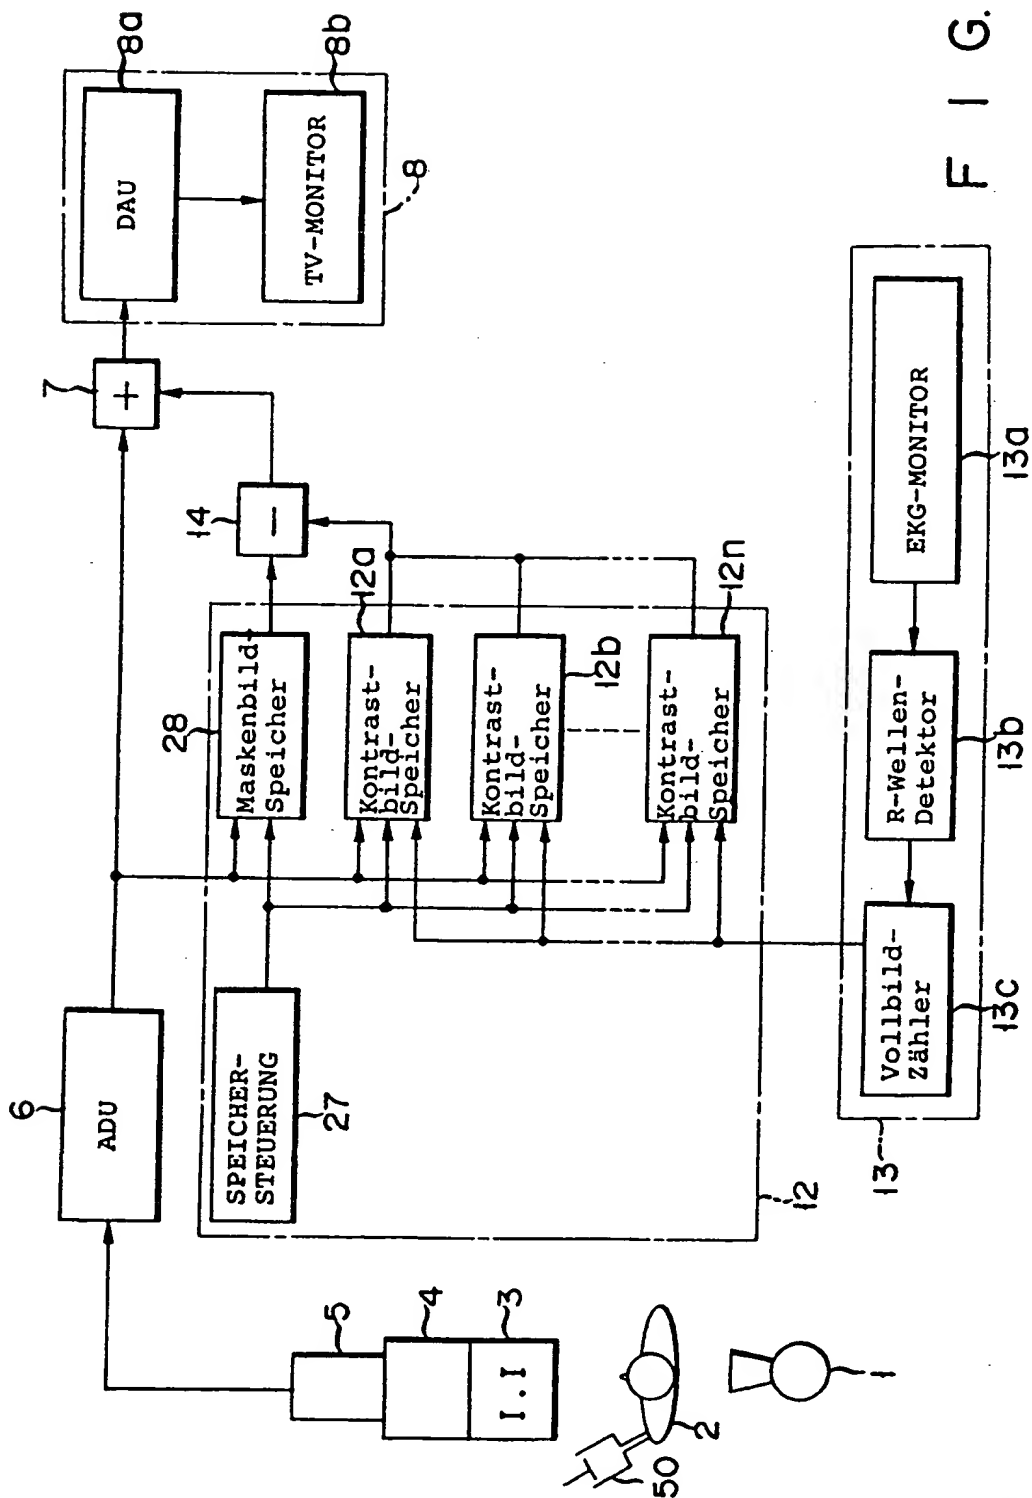 6
ADU
7
+
8a
DAU
8b
TV-MONITOR
8
5
4
3
I.I
2
50
1
SPEICHER-
STEUERUNG
27
12
28
Maskenbild-
Speicher
14
−
12a
Kontrast-
bild-
Speicher
12b
Kontrast-
bild-
Speicher
12n
Kontrast-
bild-
Speicher
13
Vollbild-
Zähler
13c
R-Wellen-
Detektor
13b
EKG-MONITOR
13a
F I G.